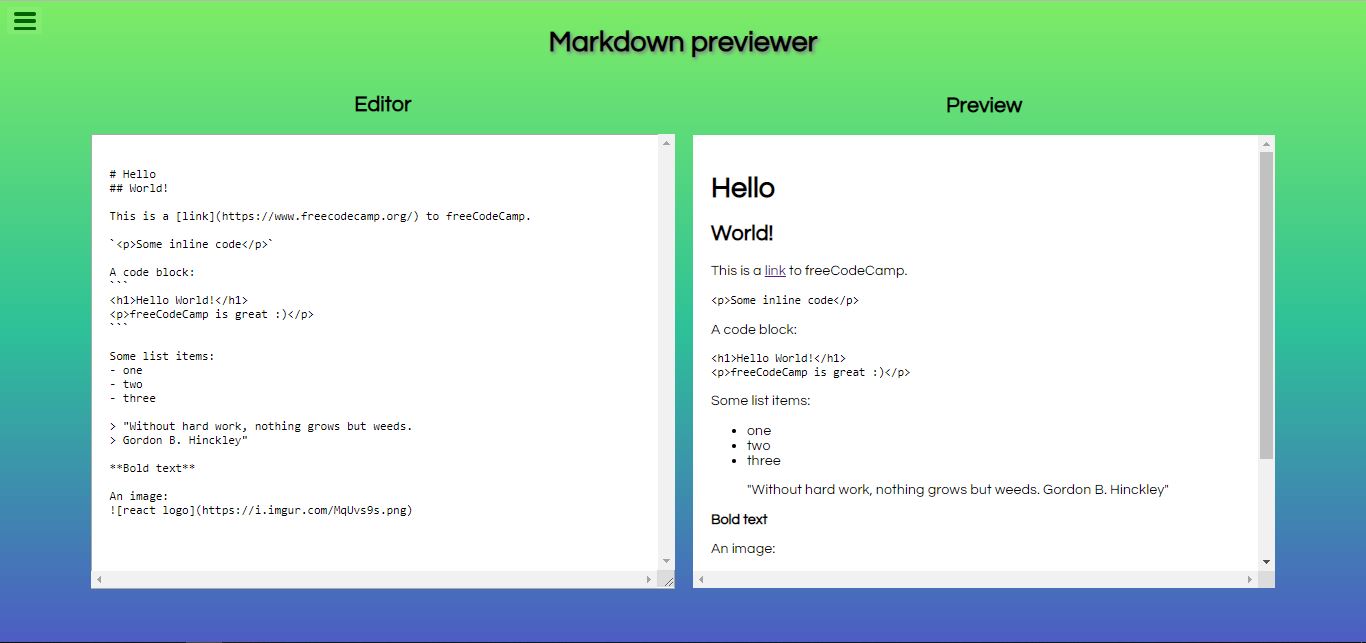 Markdown previewer
Editor
# Hello
## World!
This is a [link](https://www.freecodecamp.org/) to freeCodeCamp.
`<p>Some inline code</p>`
A code block:
```
<h1>Hello World!</h1>
<p>freeCodeCamp is great :)</p>
```
Some list items:
- one
- two
- three
> "Without hard work, nothing grows but weeds.
> Gordon B. Hinckley"
**Bold text**
An image:
![react logo](https://i.imgur.com/MqUvs9s.png)
Preview
Hello
World!
This is a link to freeCodeCamp.
<p>Some inline code</p>
A code block:
<h1>Hello World!</h1>
<p>freeCodeCamp is great :)</p>
Some list items:
• one
• two
• three
"Without hard work, nothing grows but weeds. Gordon B. Hinckley"
Bold text
An image: